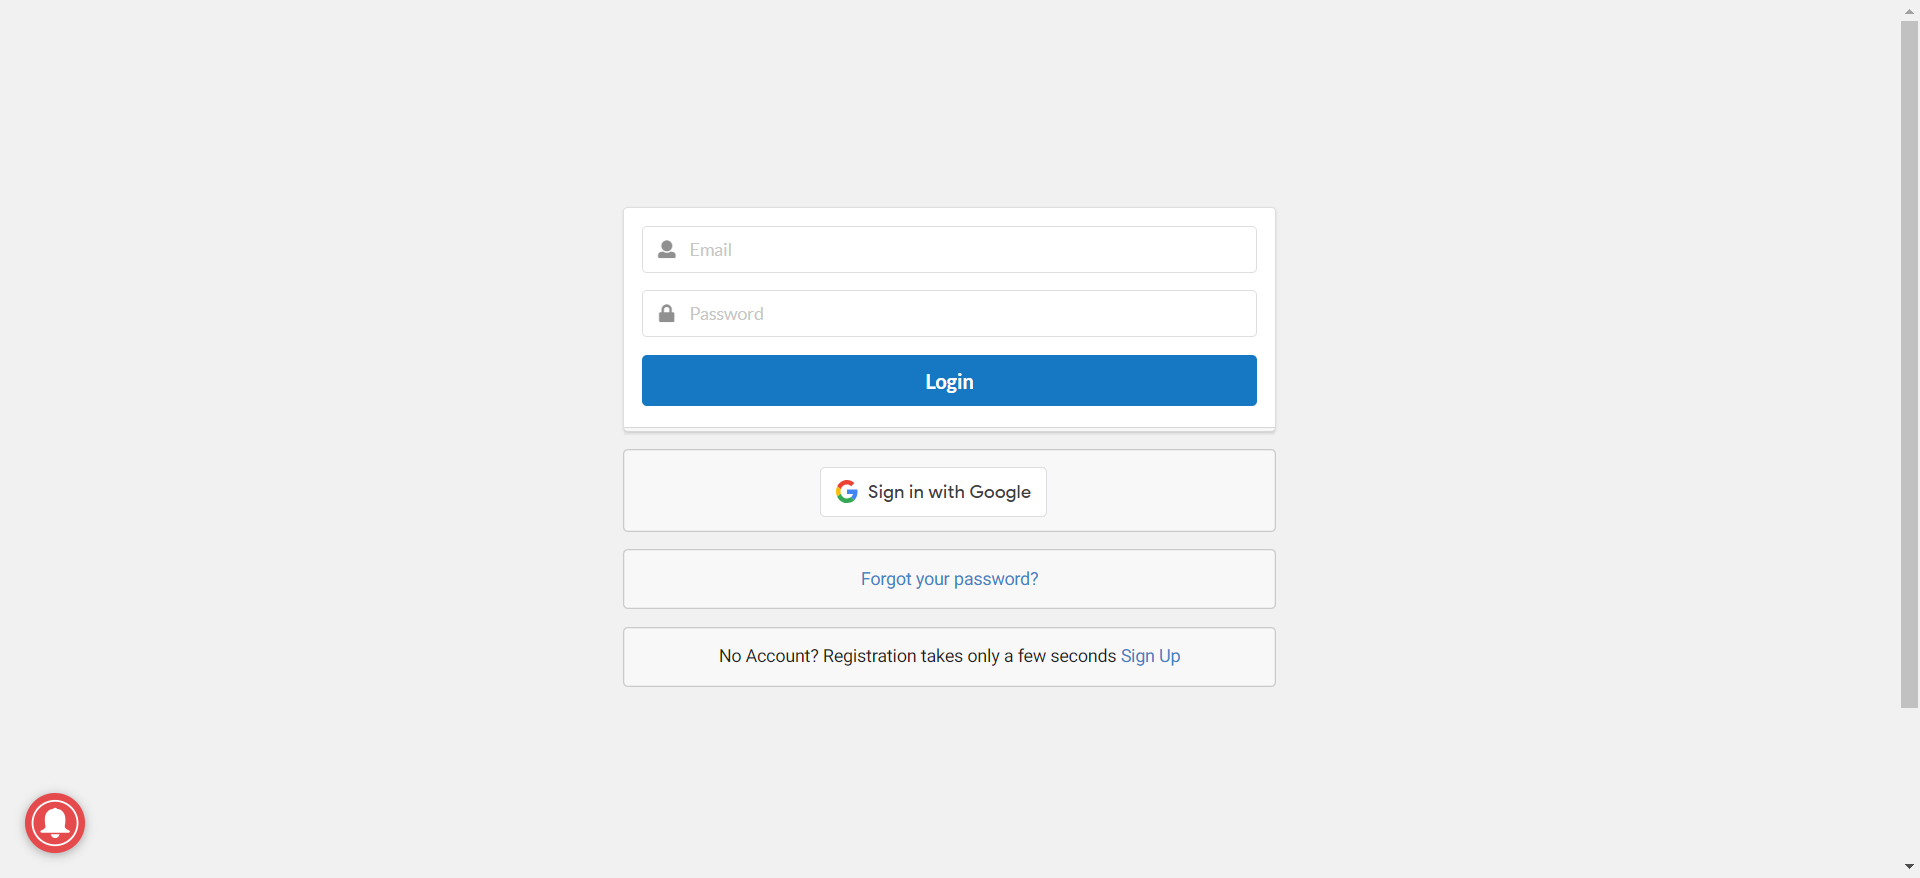 Email
Password
Login
Sign in with Google
Forgot your password?
No Account? Registration takes only a few seconds Sign Up